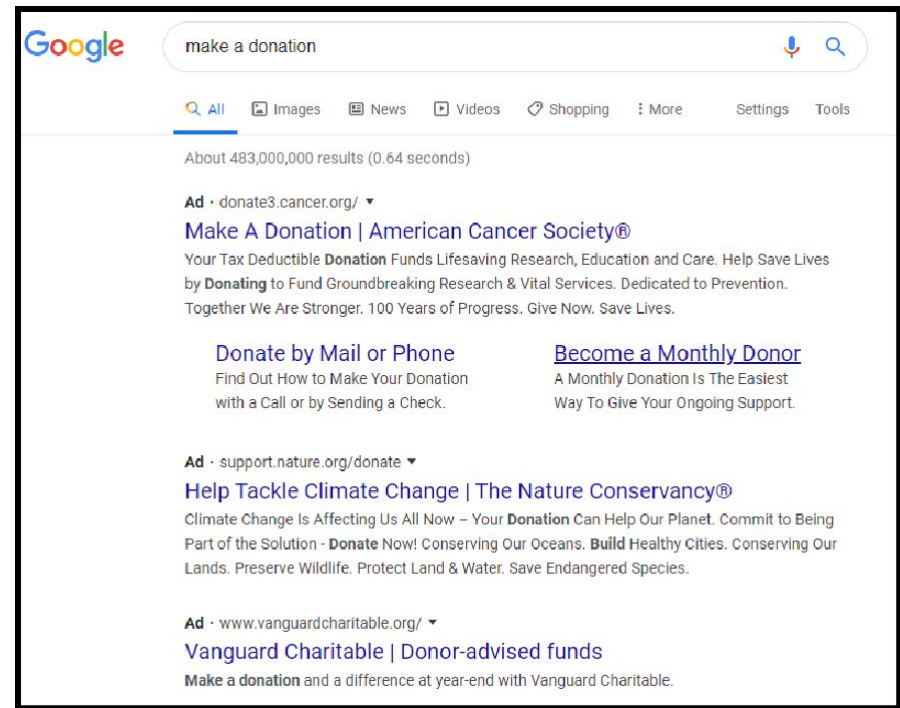 Google
make a donation
All Images News Videos Shopping More Settings Tools
About 483,000,000 results (0.64 seconds)
Ad · donate3.cancer.org/
Make A Donation | American Cancer Society®
Your Tax Deductible Donation Funds Lifesaving Research, Education and Care. Help Save Lives
by Donating to Fund Groundbreaking Research & Vital Services. Dedicated to Prevention.
Together We Are Stronger. 100 Years of Progress. Give Now. Save Lives.
Donate by Mail or Phone
Find Out How to Make Your Donation
with a Call or by Sending a Check.
Become a Monthly Donor
A Monthly Donation Is The Easiest
Way To Give Your Ongoing Support.
Ad · support.nature.org/donate
Help Tackle Climate Change | The Nature Conservancy®
Climate Change Is Affecting Us All Now – Your Donation Can Help Our Planet. Commit to Being
Part of the Solution - Donate Now! Conserving Our Oceans. Build Healthy Cities. Conserving Our
Lands. Preserve Wildlife. Protect Land & Water. Save Endangered Species.
Ad · www.vanguardcharitable.org/
Vanguard Charitable | Donor-advised funds
Make a donation and a difference at year-end with Vanguard Charitable.